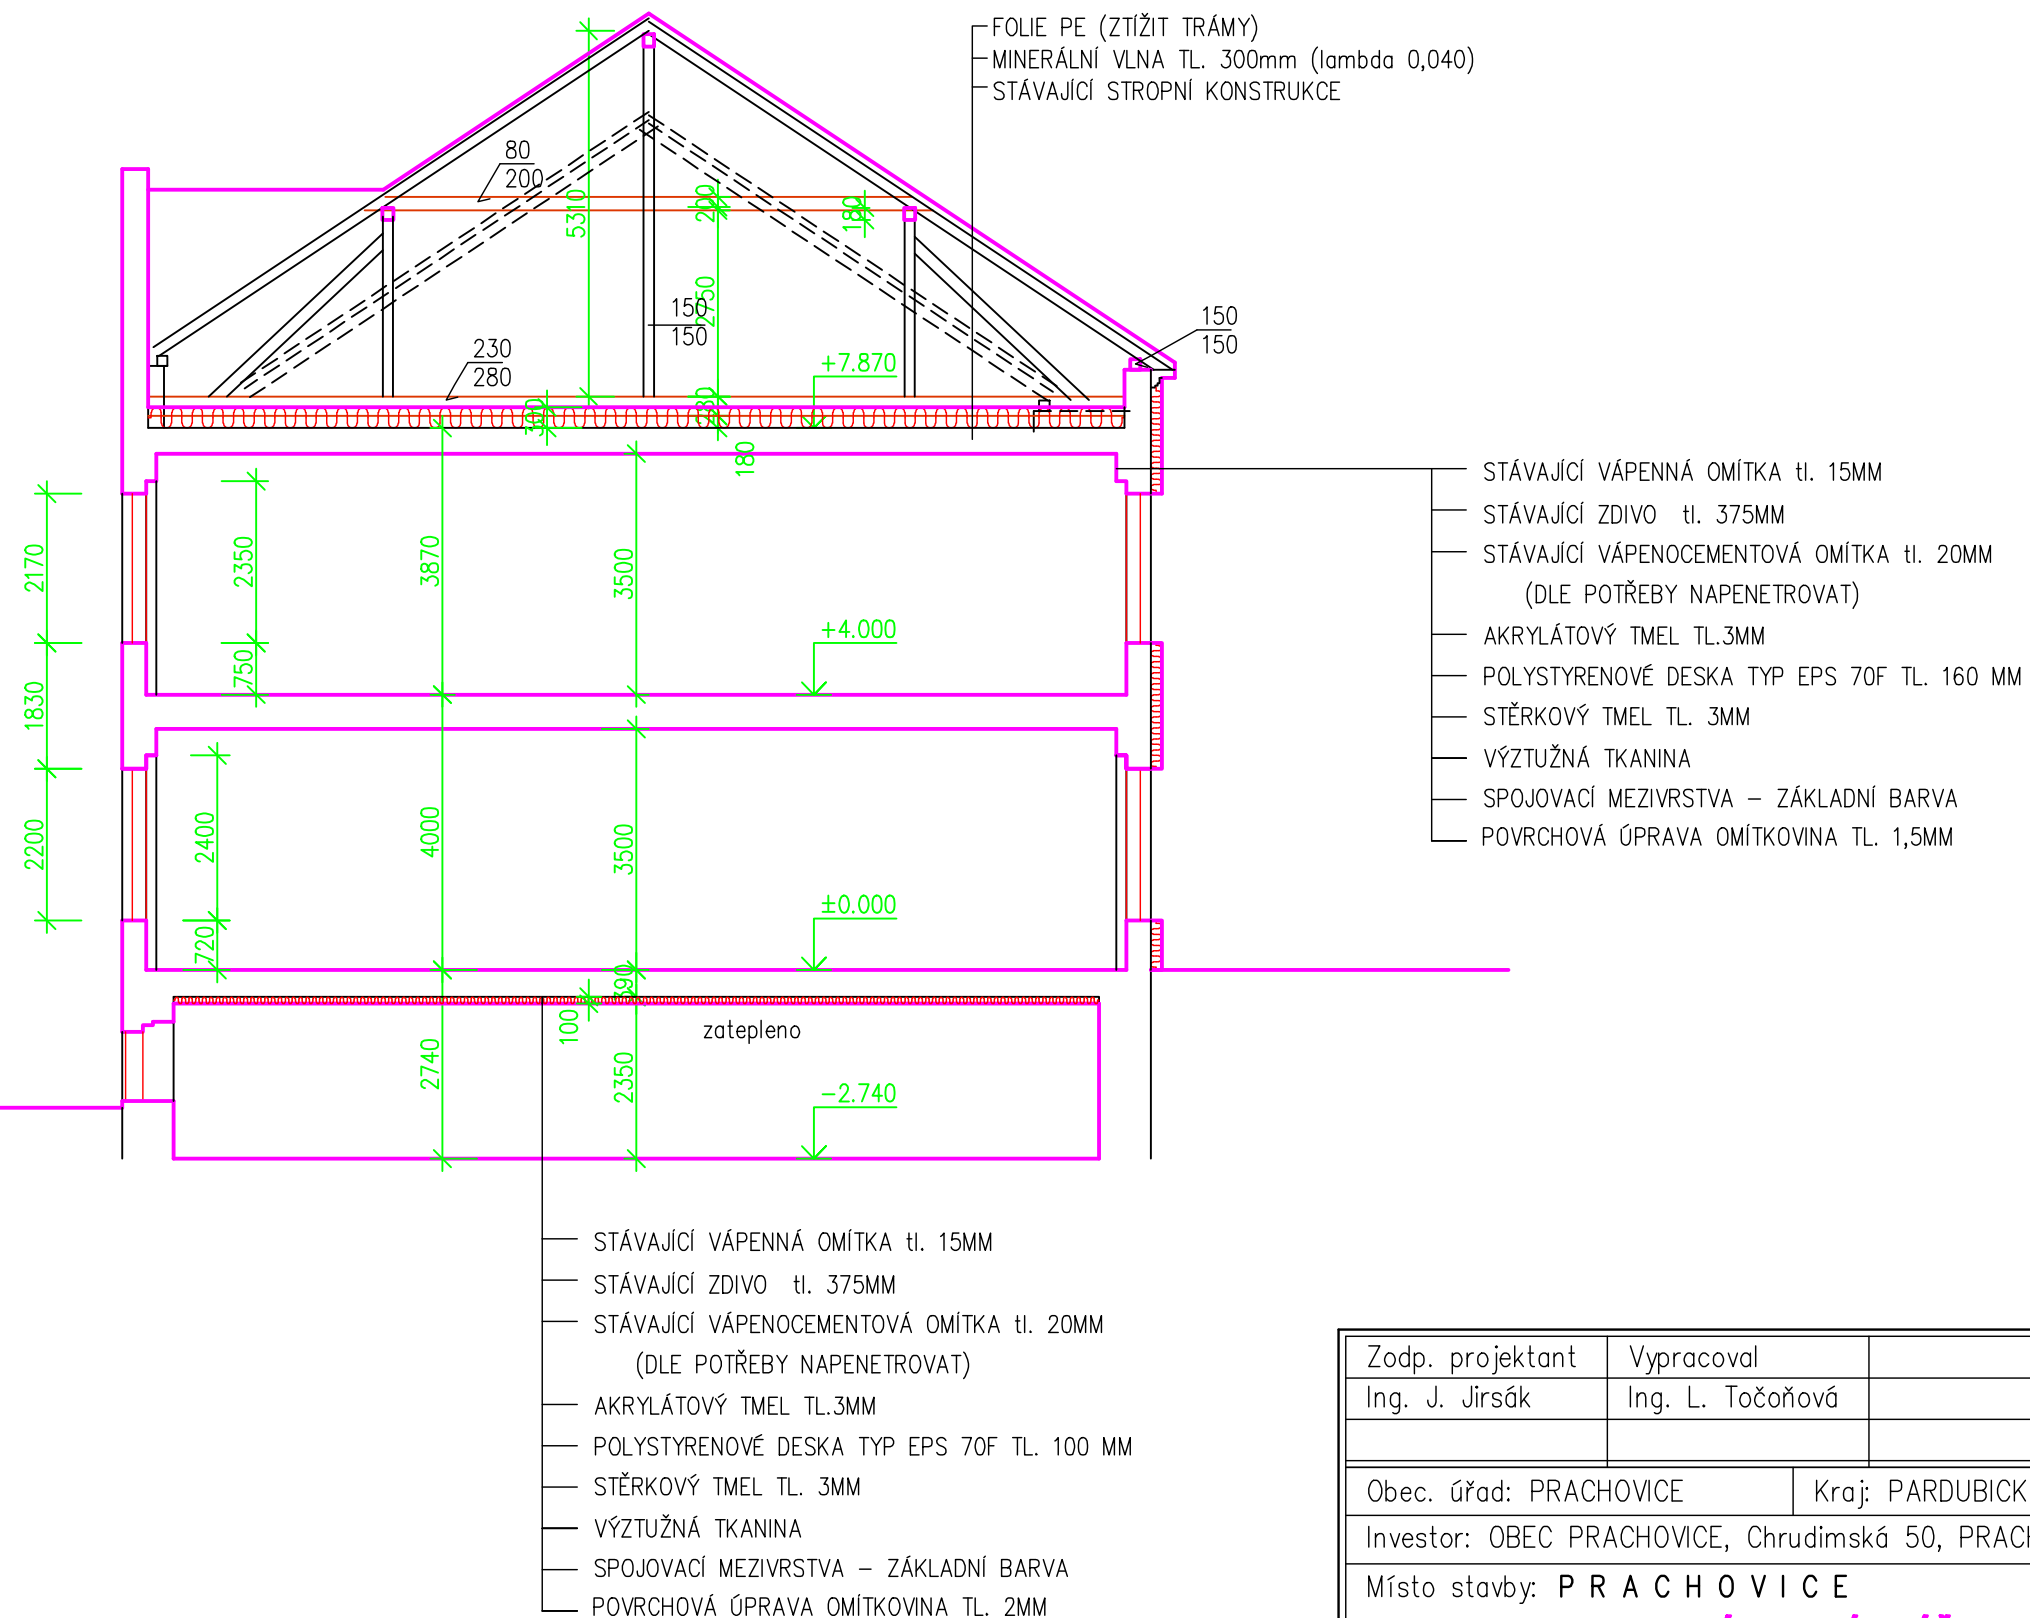 FOLIE PE (ZTÍŽIT TRÁMY)
MINERÁLNÍ VLNA TL. 300mm (lambda 0,040)
STÁVAJÍCÍ STROPNÍ KONSTRUKCE
80
200
5310
200
180
2750
150
150
150
150
230
280
+7.870
300
230
180
STÁVAJÍCÍ VÁPENNÁ OMÍTKA tl. 15MM
STÁVAJÍCÍ ZDIVO tl. 375MM
STÁVAJÍCÍ VÁPENOCEMENTOVÁ OMÍTKA tl. 20MM
(DLE POTŘEBY NAPENETROVAT)
AKRYLÁTOVÝ TMEL TL.3MM
POLYSTYRENOVÉ DESKA TYP EPS 70F TL. 160 MM
STĚRKOVÝ TMEL TL. 3MM
VÝZTUŽNÁ TKANINA
SPOJOVACÍ MEZIVRSTVA – ZÁKLADNÍ BARVA
POVRCHOVÁ ÚPRAVA OMÍTKOVINA TL. 1,5MM
2170
2350
3870
3500
+4.000
750
1830
2200
2400
4000
3500
±0.000
720
390
100
zatepleno
2740
2350
–2.740
STÁVAJÍCÍ VÁPENNÁ OMÍTKA tl. 15MM
STÁVAJÍCÍ ZDIVO tl. 375MM
STÁVAJÍCÍ VÁPENOCEMENTOVÁ OMÍTKA tl. 20MM
(DLE POTŘEBY NAPENETROVAT)
AKRYLÁTOVÝ TMEL TL.3MM
POLYSTYRENOVÉ DESKA TYP EPS 70F TL. 100 MM
STĚRKOVÝ TMEL TL. 3MM
VÝZTUŽNÁ TKANINA
SPOJOVACÍ MEZIVRSTVA – ZÁKLADNÍ BARVA
POVRCHOVÁ ÚPRAVA OMÍTKOVINA TL. 2MM
Zodp. projektant Vypracoval
Ing. J. Jirsák Ing. L. Točoňová
Obec. úřad: PRACHOVICE Kraj: PARDUBICK
Investor: OBEC PRACHOVICE, Chrudimská 50, PRACH
Místo stavby: PRACHOVICE